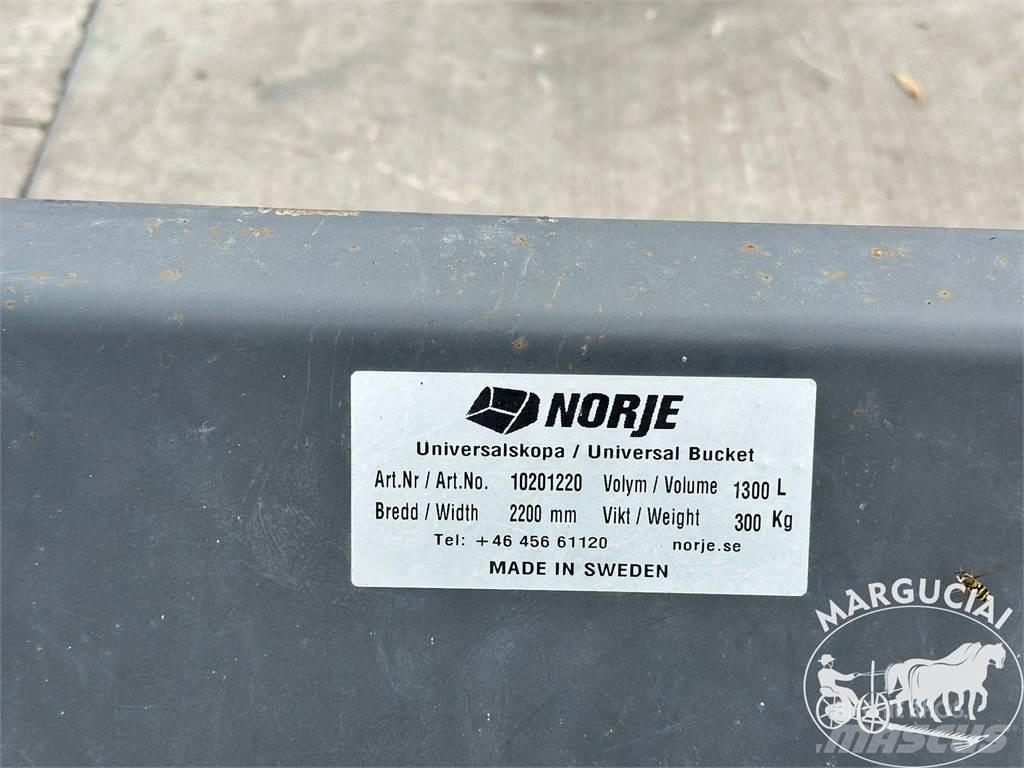 NORJE
Universalskopa / Universal Bucket
Art.Nr / Art.No. 10201220 Volym / Volume 1300 L
Bredd / Width 2200 mm Vikt / Weight 300 Kg
Tel: +46 456 61120 norje.se
MADE IN SWEDEN
MARGUCIAI
MASCUS